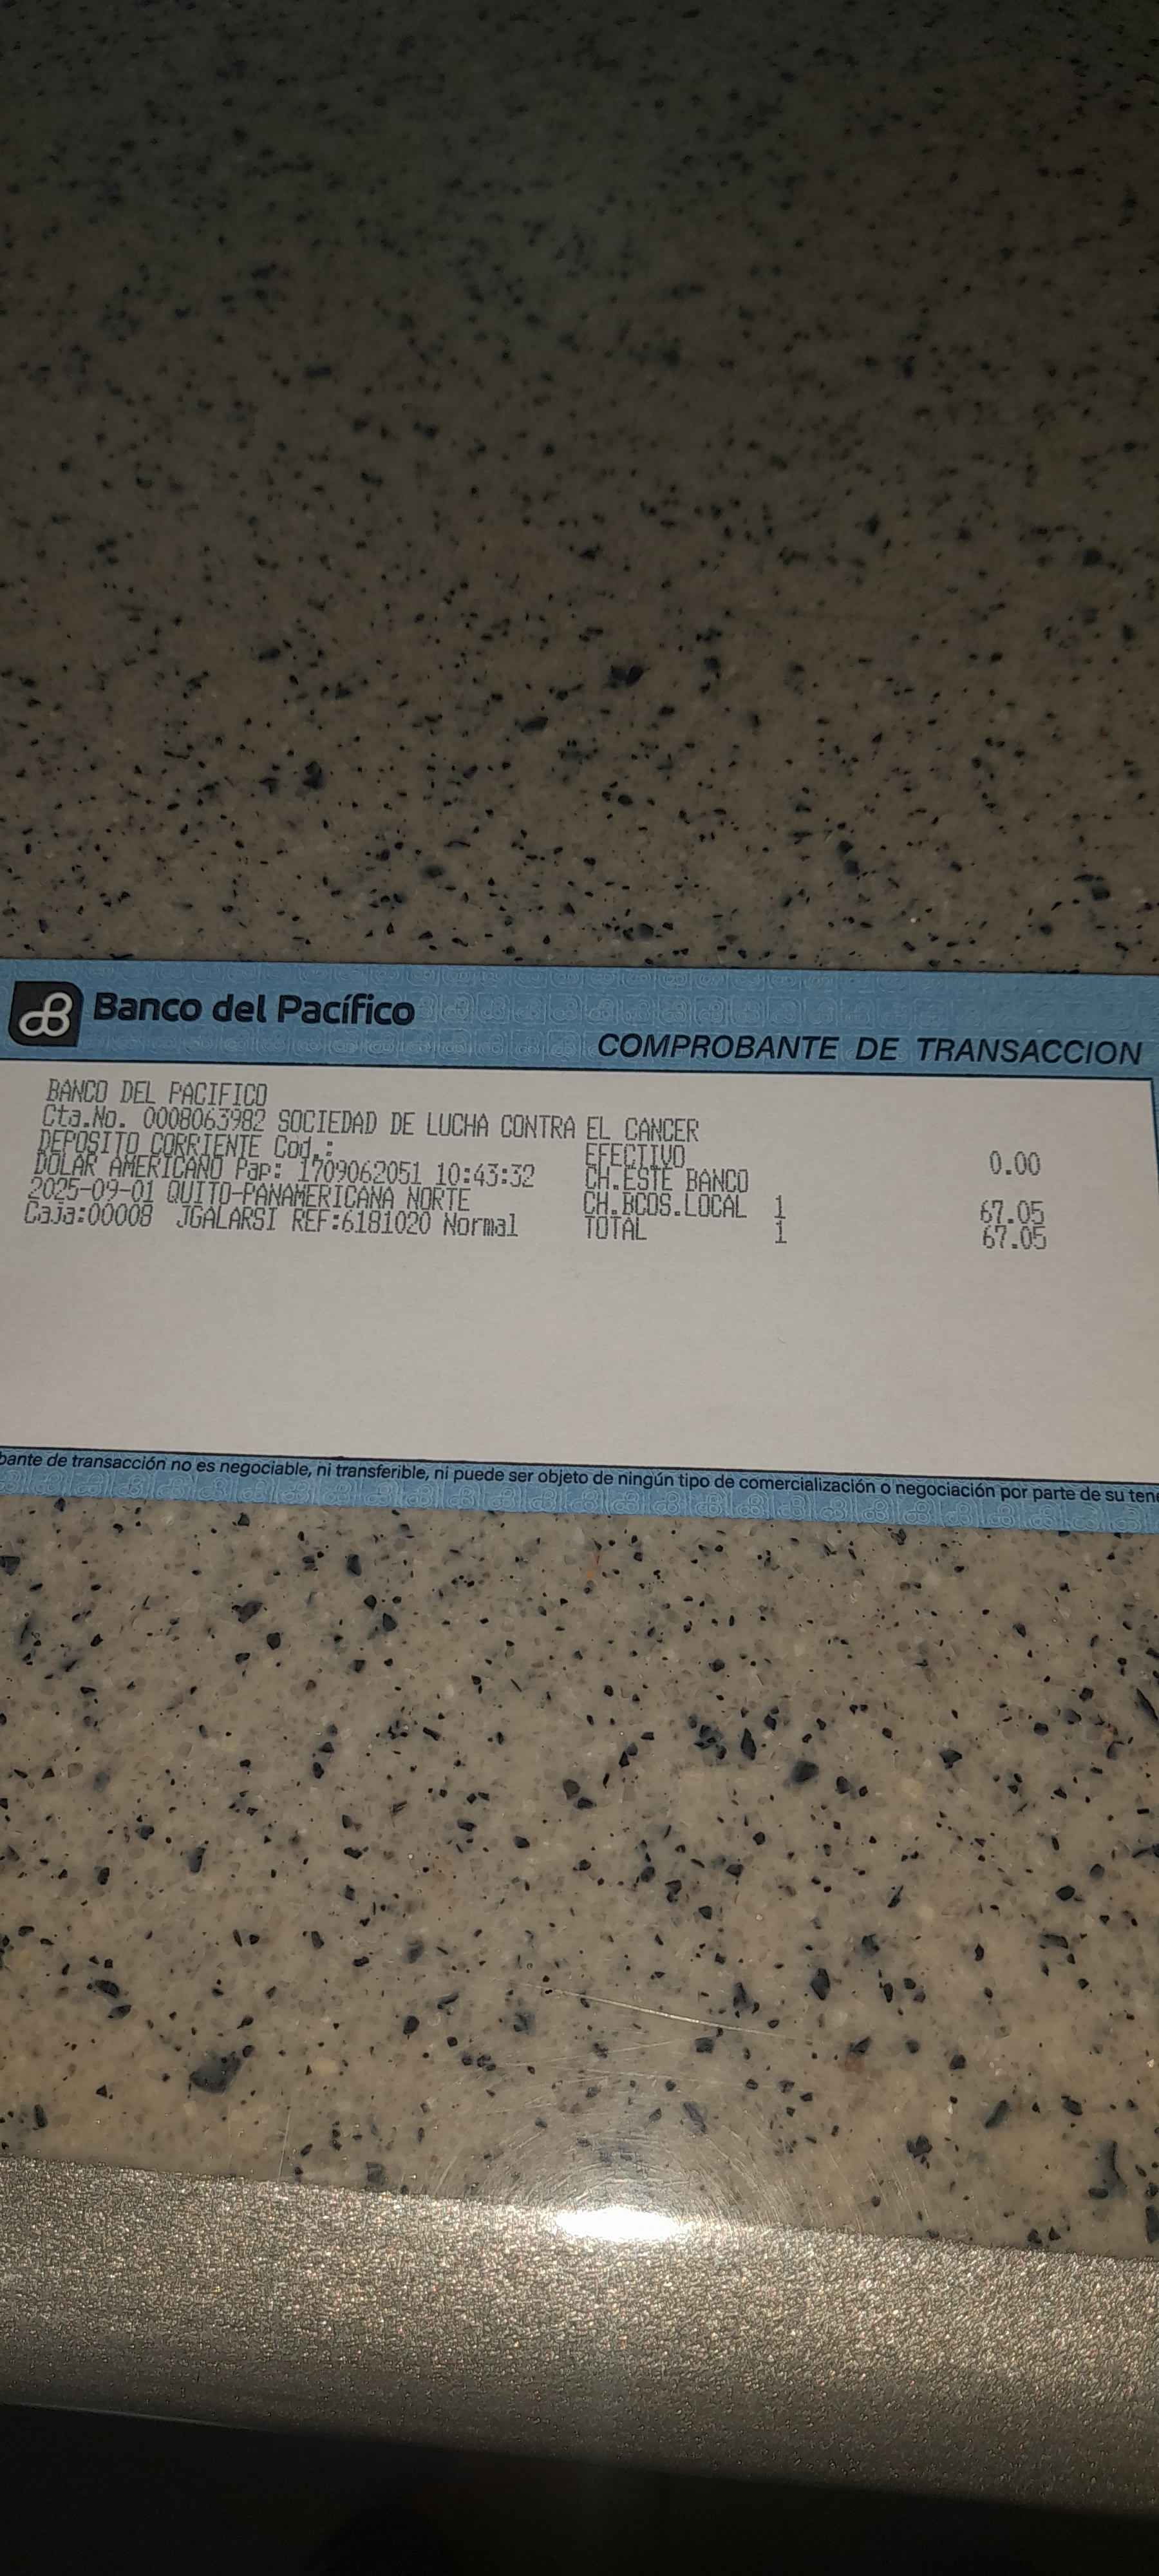 Banco del Pacífico
COMPROBANTE DE TRANSACCION
BANCO DEL PACIFICO
Cta.No. 0008063982 SOCIEDAD DE LUCHA CONTRA EL CANCER
DEPOSITO CORRIENTE Cod.: EFECTIVO 0.00
DOLAR AMERICANO Pap: 1709062051 10:43:32 CH.ESTE BANCO
2025-09-01 QUITO-PANAMERICANA NORTE CH.BCOS.LOCAL 1 67.05
Caja:00008 JGALARSI REF:6181020 Normal TOTAL 1 67.05
de transacción no es negociable, ni transferible, ni puede ser objeto de ningún tipo de comercialización o negociación por parte de su